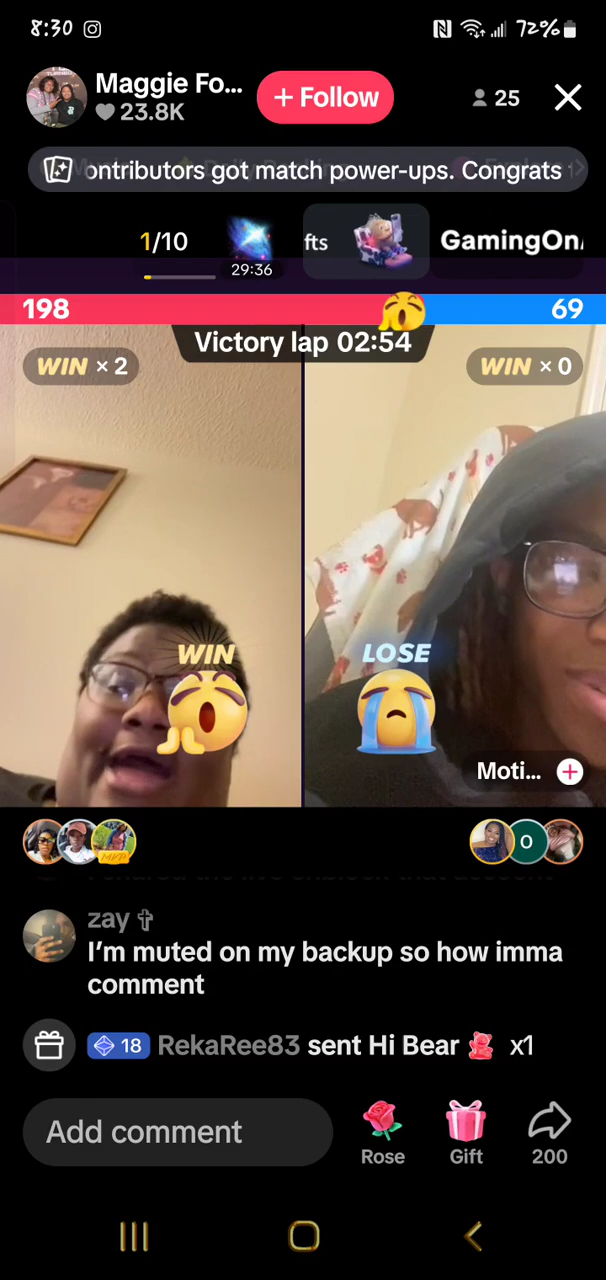 8:30
72%
Maggie Fo...
23.8K
+ Follow
25
ontributors got match power-ups. Congrats
1/10
29:36
fts
GamingOn
198
69
Victory lap 02:54
WIN × 2
WIN × 0
WIN
LOSE
Moti...
MVP
0
zay ✞
I'm muted on my backup so how imma
comment
18 RekaRee83 sent Hi Bear x1
Add comment
Rose
Gift
200